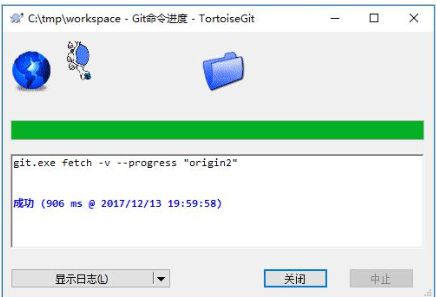 C:\tmp\workspace - Git命令进度 - TortoiseGit
git.exe fetch -v --progress "origin2"
成功 (906 ms @ 2017/12/13 19:59:58)
显示日志(L)
关闭
中止